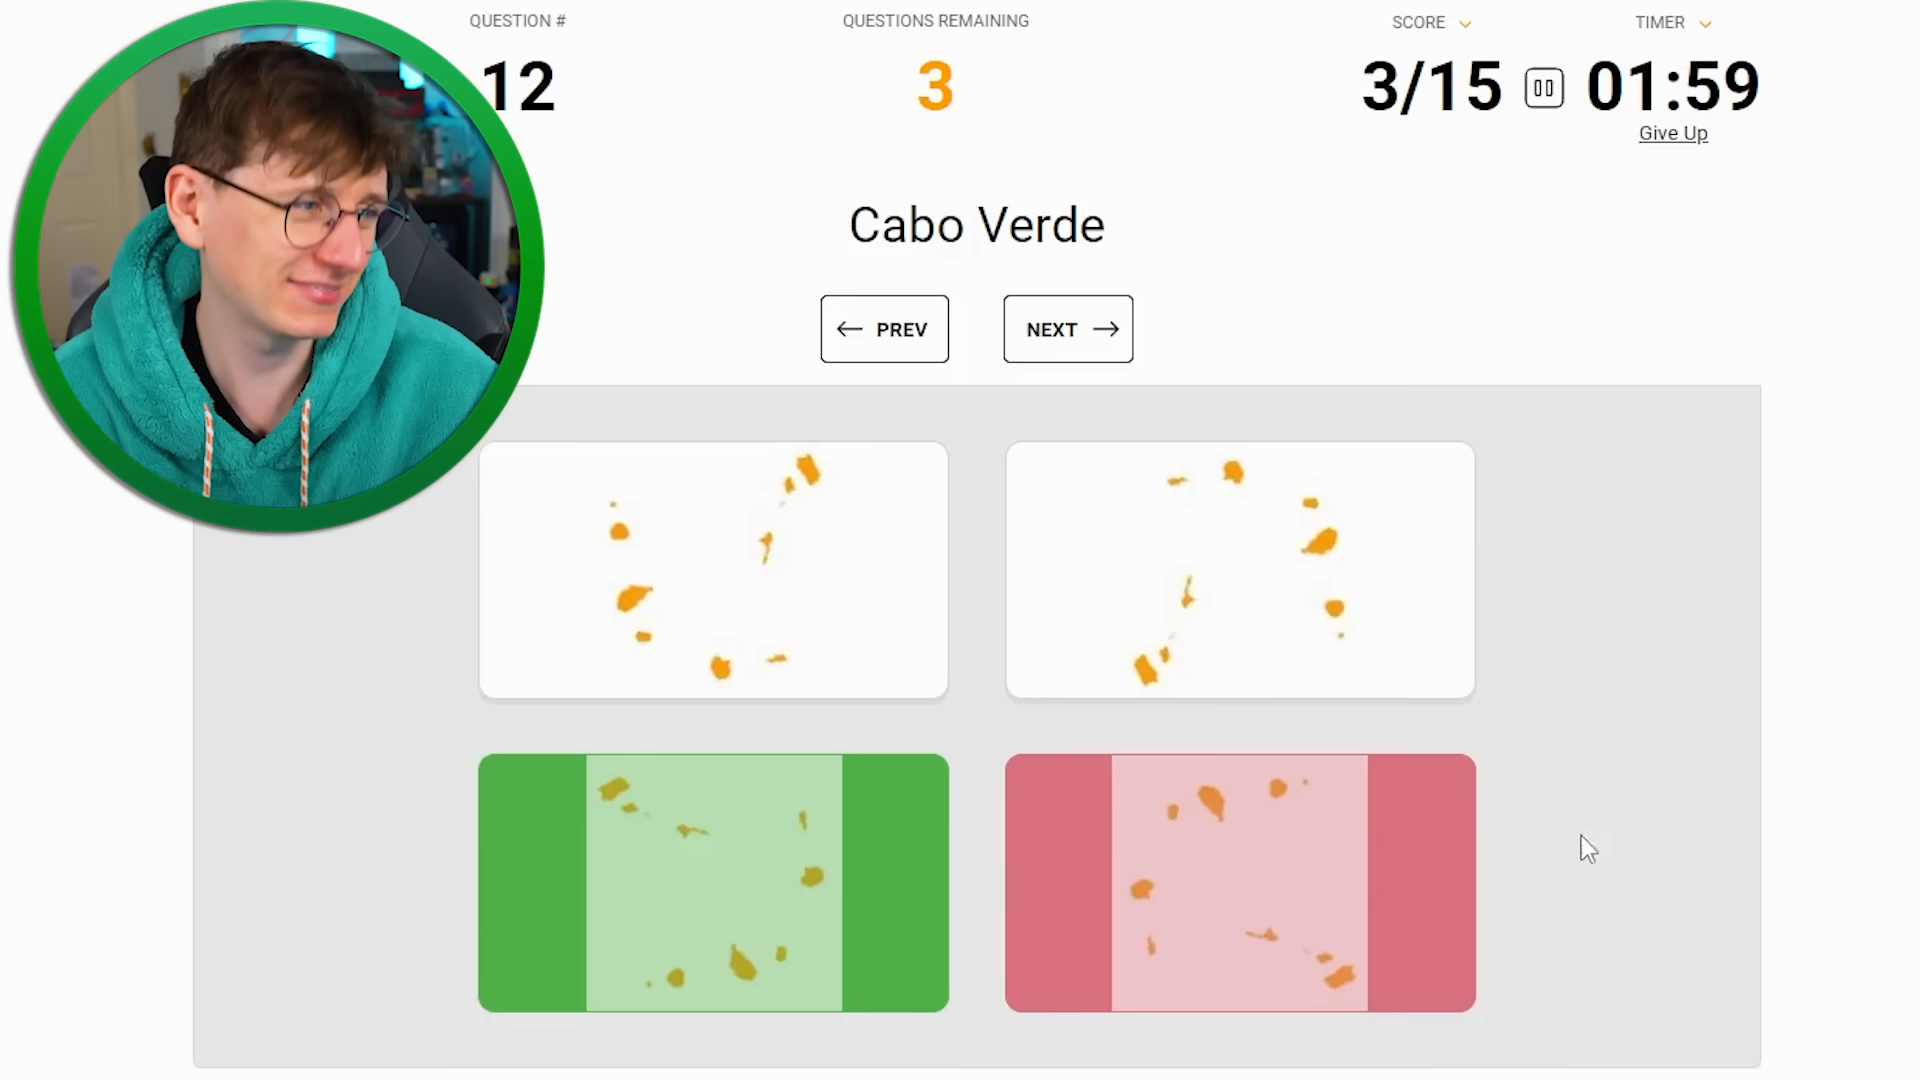 QUESTION #
12
QUESTIONS REMAINING
3
SCORE
3/15
TIMER
01:59
Give Up
Cabo Verde
← PREV
NEXT →